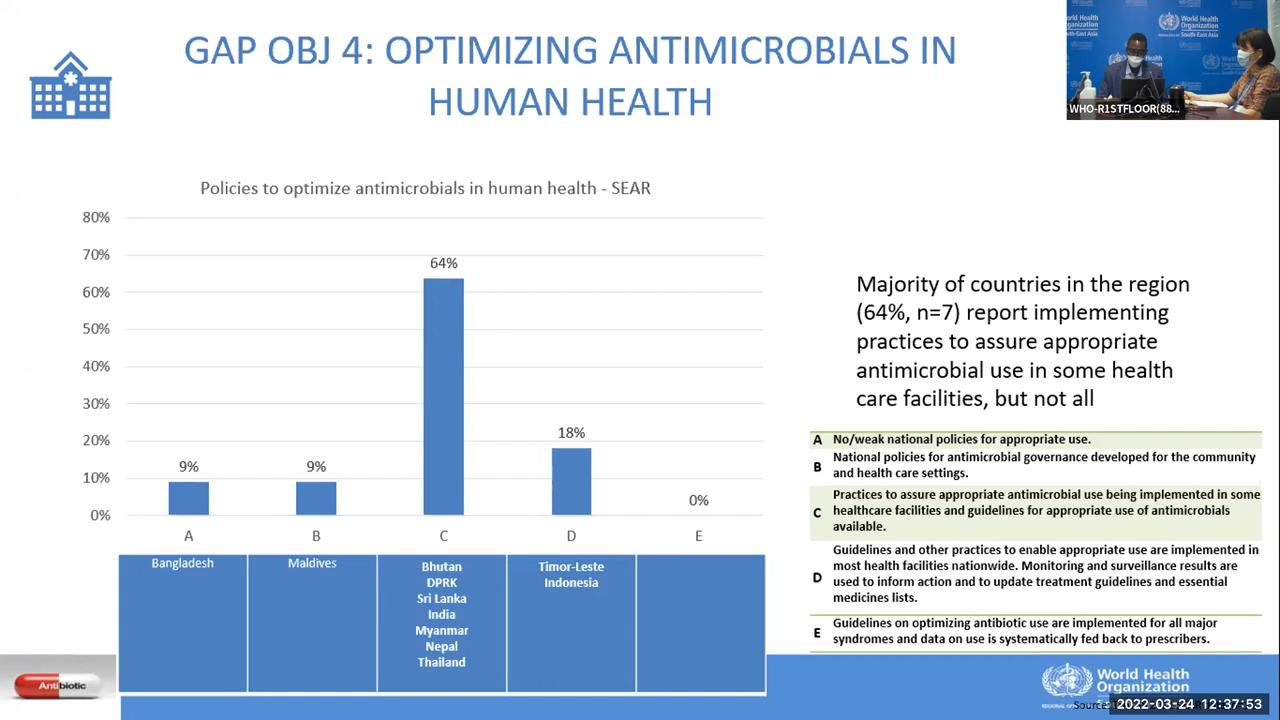 GAP OBJ 4: OPTIMIZING ANTIMICROBIALS IN
HUMAN HEALTH
World Health
Organization
South-East Asia
WHO-R1STFLOOR(88...
Policies to optimize antimicrobials in human health - SEAR
80%
70%
60%
50%
40%
30%
20%
10%
0%
9%
9%
64%
18%
0%
A
B
C
D
E
Bangladesh
Maldives
Bhutan
DPRK
Sri Lanka
India
Myanmar
Nepal
Thailand
Timor-Leste
Indonesia
Majority of countries in the region
(64%, n=7) report implementing
practices to assure appropriate
antimicrobial use in some health
care facilities, but not all
A No/weak national policies for appropriate use.
B National policies for antimicrobial governance developed for the community
and health care settings.
C Practices to assure appropriate antimicrobial use being implemented in some
healthcare facilities and guidelines for appropriate use of antimicrobials
available.
D Guidelines and other practices to enable appropriate use are implemented in
most health facilities nationwide. Monitoring and surveillance results are
used to inform action and to update treatment guidelines and essential
medicines lists.
E Guidelines on optimizing antibiotic use are implemented for all major
syndromes and data on use is systematically fed back to prescribers.
Antibiotic
World Health
Organization
2022-03-24 12:37:53